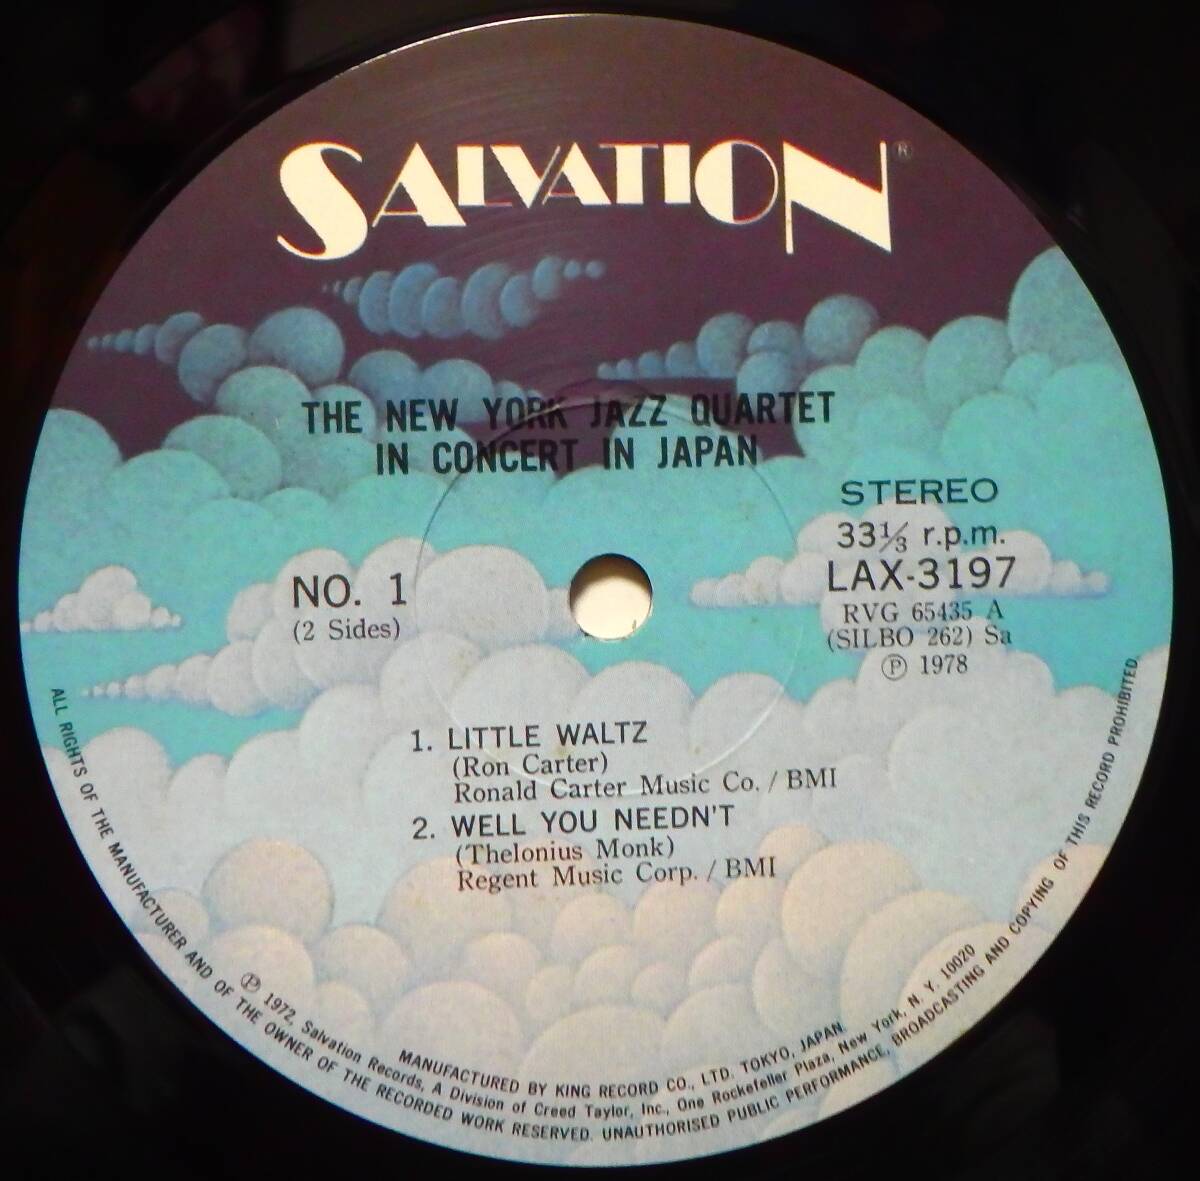 SALVATION®
THE NEW YORK JAZZ QUARTET
IN CONCERT IN JAPAN
STEREO
33⅓ r.p.m.
LAX-3197
RVG 65435 A
(SILBO 262) Sa
Ⓟ 1978
NO. 1
(2 Sides)
1. LITTLE WALTZ
(Ron Carter)
Ronald Carter Music Co. / BMI
2. WELL YOU NEEDN'T
(Thelonius Monk)
Regent Music Corp. / BMI
MANUFACTURED BY KING RECORD CO., LTD. TOKYO, JAPAN.
Ⓟ 1972, Salvation Records, A Division of Creed Taylor, Inc., One Rockefeller Plaza, New York, N. Y. 10020
ALL RIGHTS OF THE MANUFACTURER AND OF THE OWNER OF THE RECORDED WORK RESERVED. UNAUTHORISED PUBLIC PERFORMANCE, BROADCASTING AND COPYING OF THIS RECORD PROHIBITED.